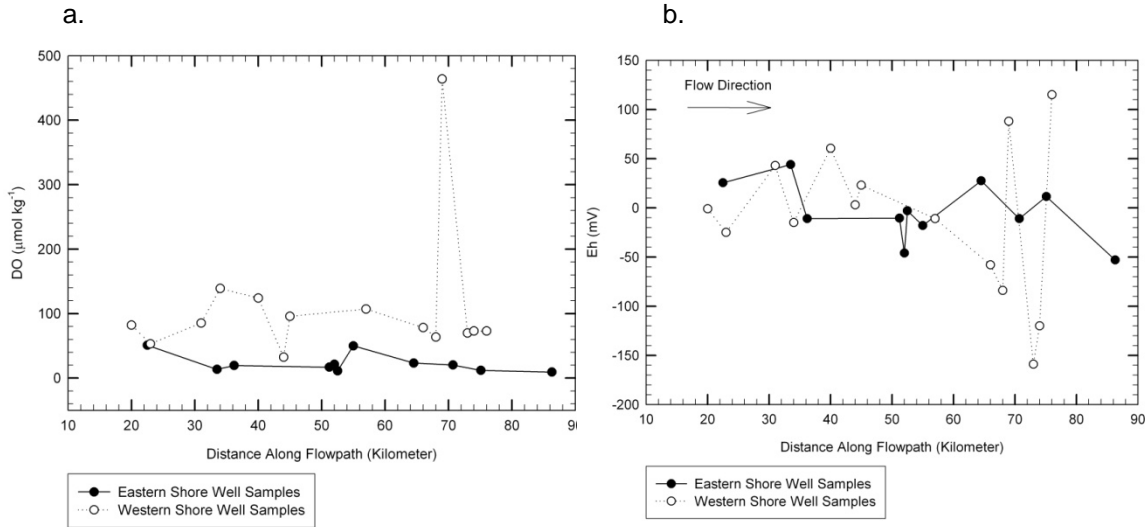 a.
500
400
300
200
100
0
DO (μmol kg⁻¹)
10 20 30 40 50 60 70 80 90
Distance Along Flowpath (Kilometer)
Eastern Shore Well Samples
Western Shore Well Samples
b.
150
100
50
0
-50
-100
-150
-200
Eh (mV)
Flow Direction
10 20 30 40 50 60 70 80 90
Distance Along Flowpath (Kilometer)
Eastern Shore Well Samples
Western Shore Well Samples